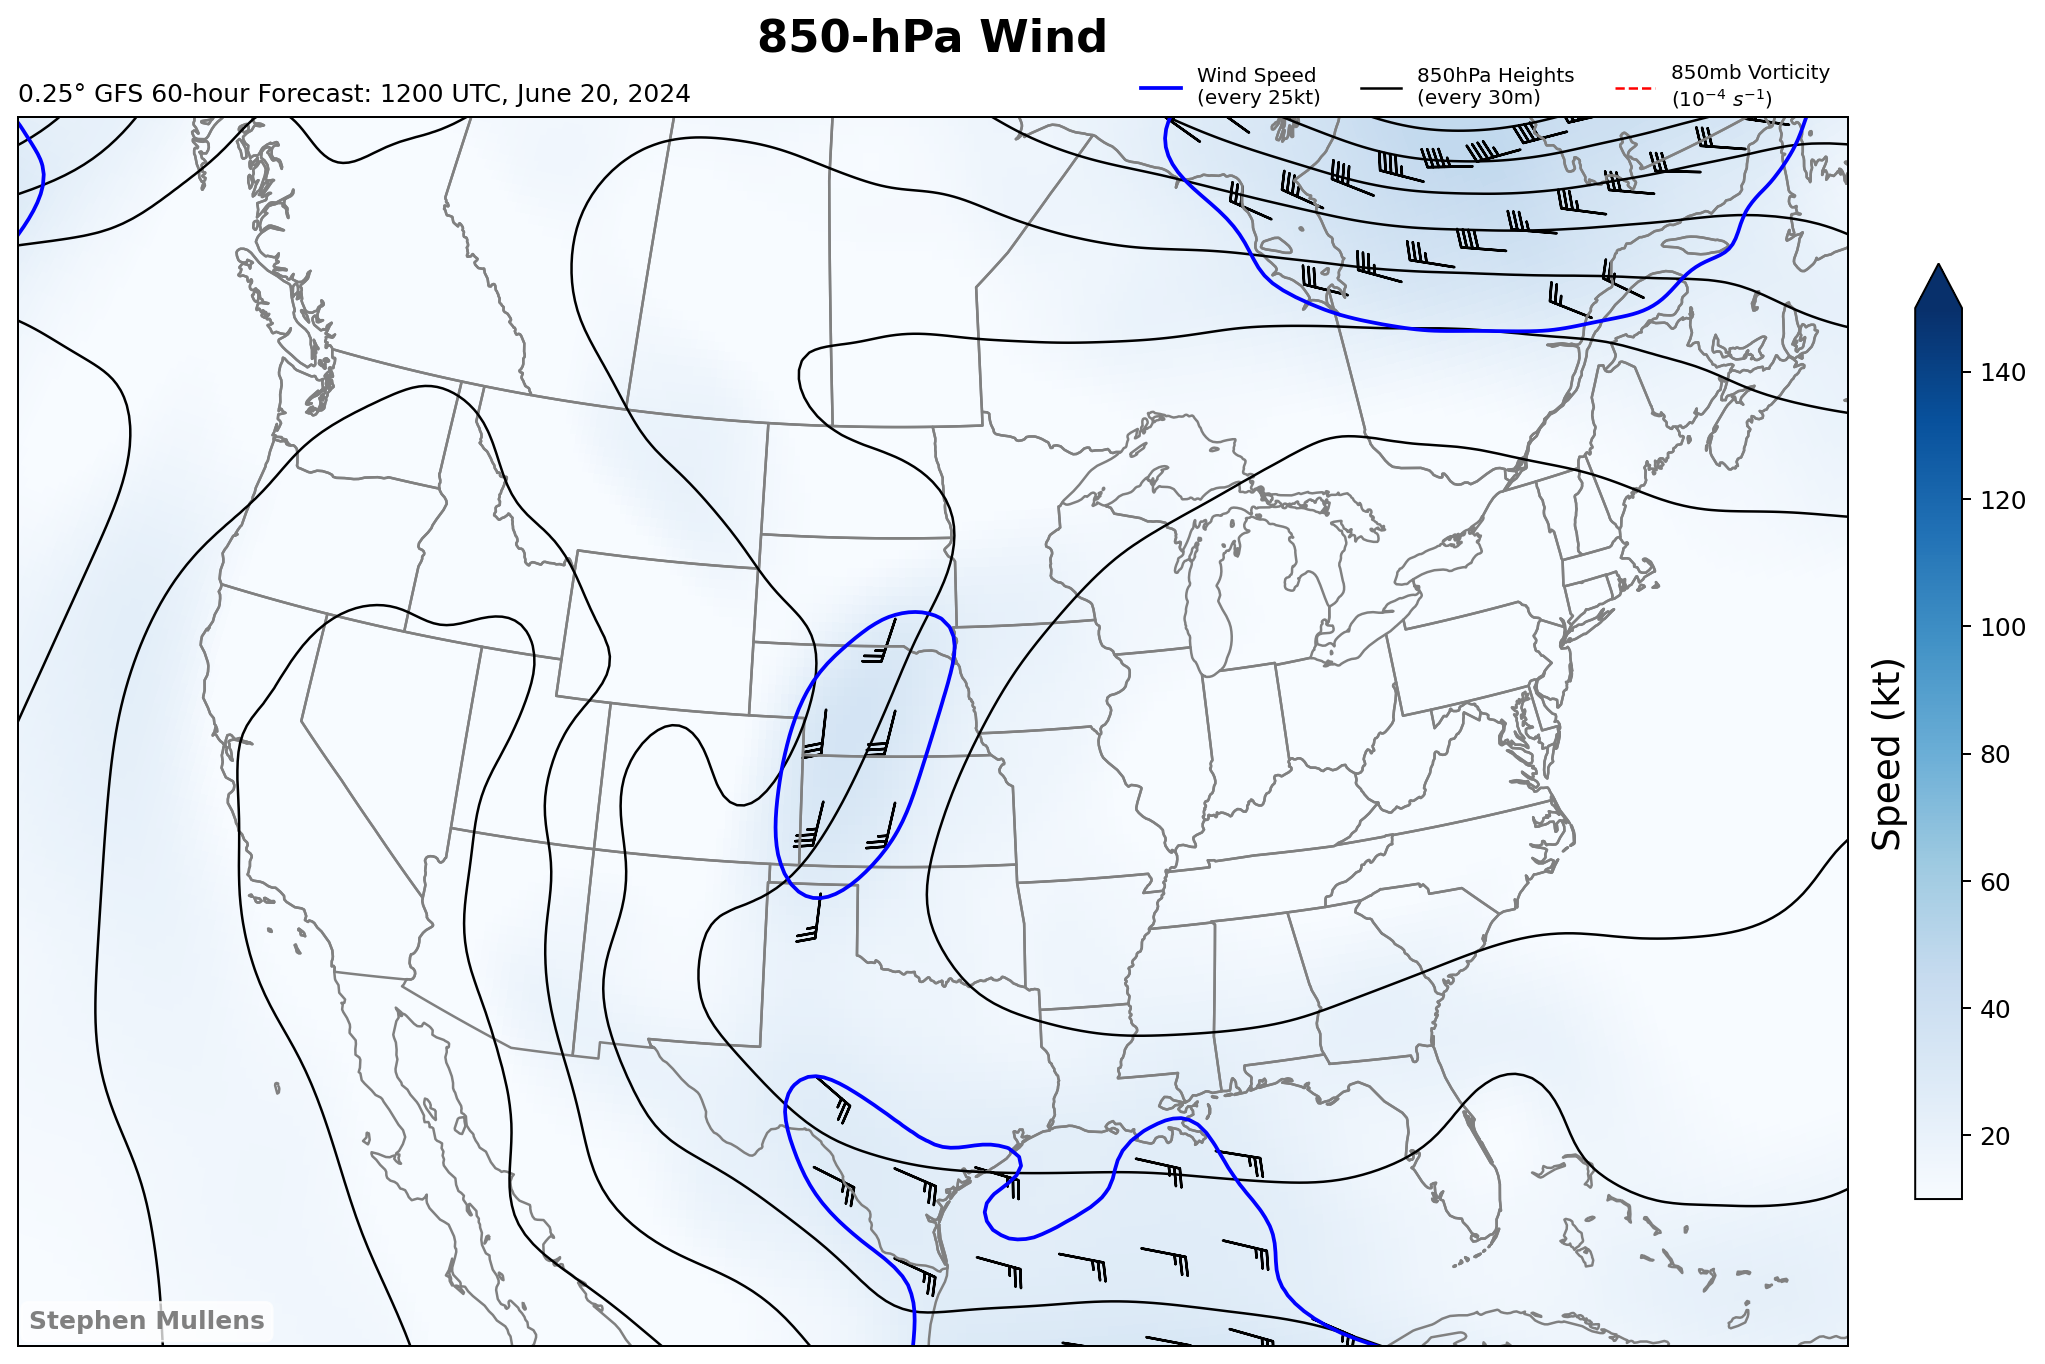 850-hPa Wind
0.25° GFS 60-hour Forecast: 1200 UTC, June 20, 2024
Wind Speed
(every 25kt)
850hPa Heights
(every 30m)
850mb Vorticity
(10⁻⁴ s⁻¹)
140
120
100
80
60
40
20
Speed (kt)
Stephen Mullens